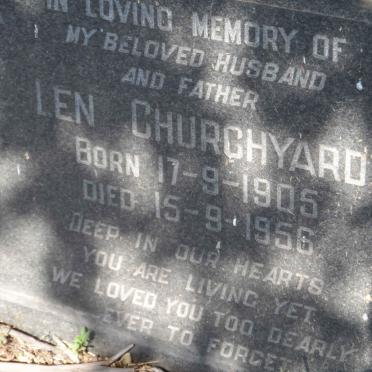 IN LOVING MEMORY OF
MY BELOVED HUSBAND
AND FATHER
LEN CHURCHYARD
BORN 17-9-1905
DIED 15-9-1956
DEEP IN OUR HEARTS
YOU ARE LIVING YET
WE LOVED YOU TOO DEARLY
EVER TO FORGET